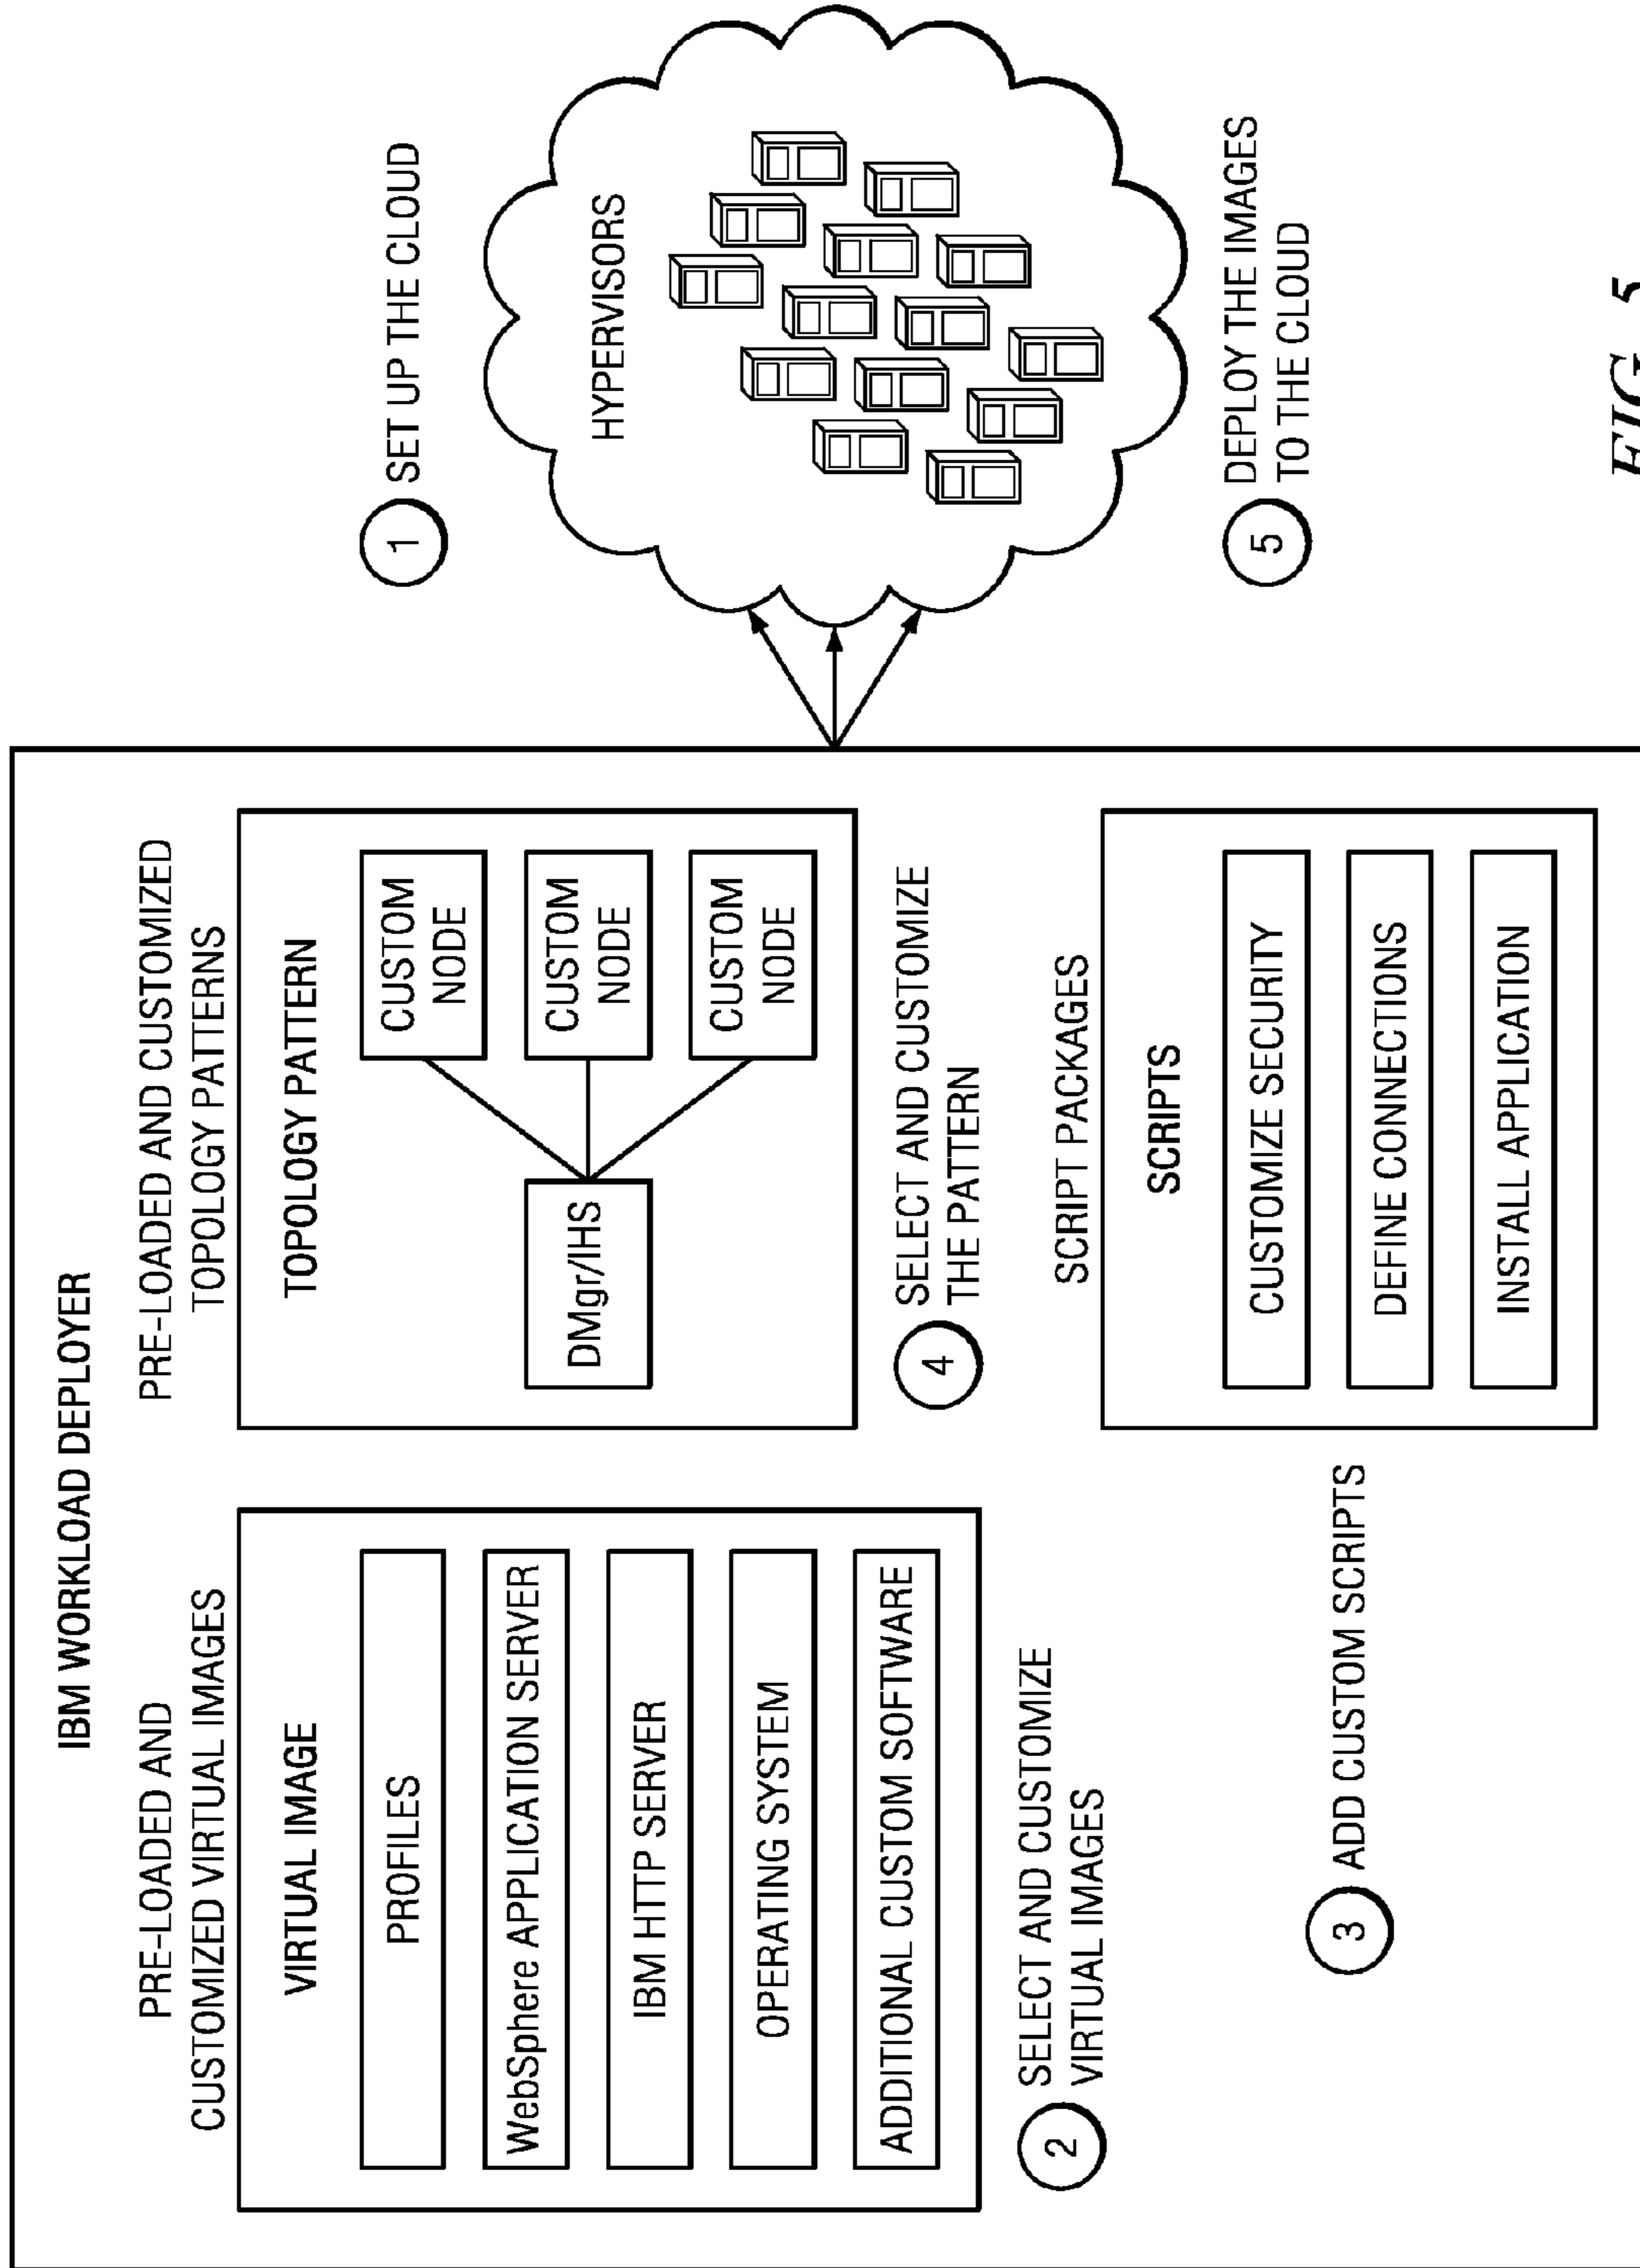 IBM WORKLOAD DEPLOYER
PRE-LOADED AND
CUSTOMIZED VIRTUAL IMAGES
VIRTUAL IMAGE
PROFILES
WebSphere APPLICATION SERVER
IBM HTTP SERVER
OPERATING SYSTEM
ADDITIONAL CUSTOM SOFTWARE
2 SELECT AND CUSTOMIZE
VIRTUAL IMAGES
3 ADD CUSTOM SCRIPTS
PRE-LOADED AND CUSTOMIZED
TOPOLOGY PATTERNS
TOPOLOGY PATTERN
DMgr/IHS
CUSTOM
NODE
CUSTOM
NODE
CUSTOM
NODE
4 SELECT AND CUSTOMIZE
THE PATTERN
SCRIPT PACKAGES
SCRIPTS
CUSTOMIZE SECURITY
DEFINE CONNECTIONS
INSTALL APPLICATION
1 SET UP THE CLOUD
HYPERVISORS
5 DEPLOY THE IMAGES
TO THE CLOUD
FIG. 5